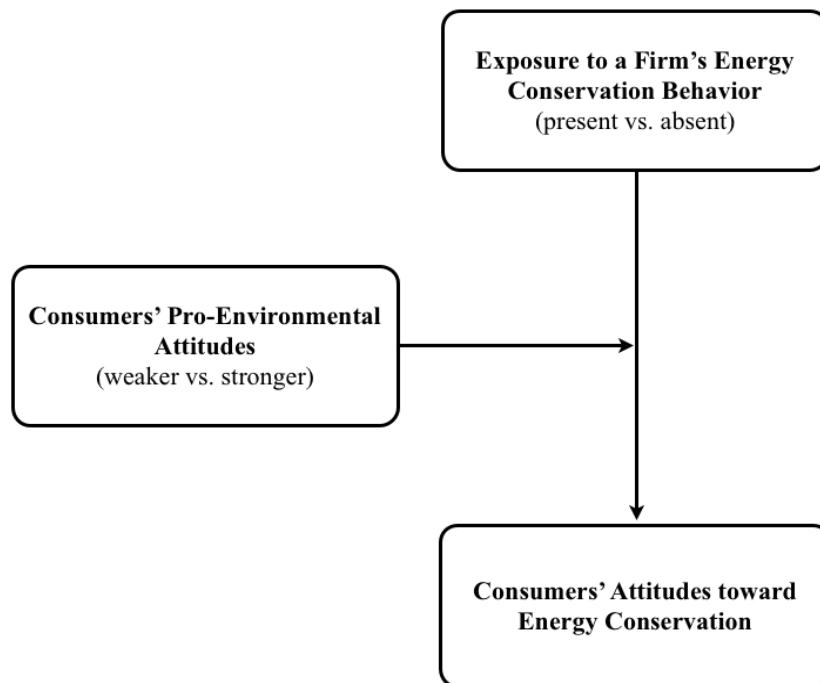 Exposure to a Firm’s Energy
Conservation Behavior
(present vs. absent)
Consumers’ Pro-Environmental
Attitudes
(weaker vs. stronger)
Consumers’ Attitudes toward
Energy Conservation